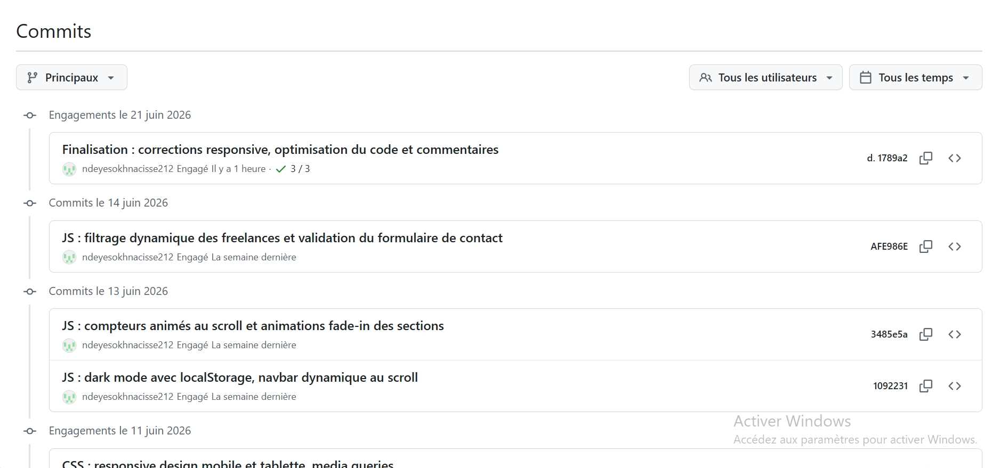 Commits
Principaux
Tous les utilisateurs
Tous les temps
Engagements le 21 juin 2026
Finalisation : corrections responsive, optimisation du code et commentaires
d. 1789a2
ndeyesokhnacisse212 Engagé Il y a 1 heure · 3 / 3
Commits le 14 juin 2026
JS : filtrage dynamique des freelances et validation du formulaire de contact
AFE986E
ndeyesokhnacisse212 Engagé La semaine dernière
Commits le 13 juin 2026
JS : compteurs animés au scroll et animations fade-in des sections
3485e5a
ndeyesokhnacisse212 Engagé La semaine dernière
JS : dark mode avec localStorage, navbar dynamique au scroll
1092231
ndeyesokhnacisse212 Engagé La semaine dernière
Activer Windows
Accédez aux paramètres pour activer Windows.
Engagements le 11 juin 2026
CSS : responsive design mobile et tablette, media queries